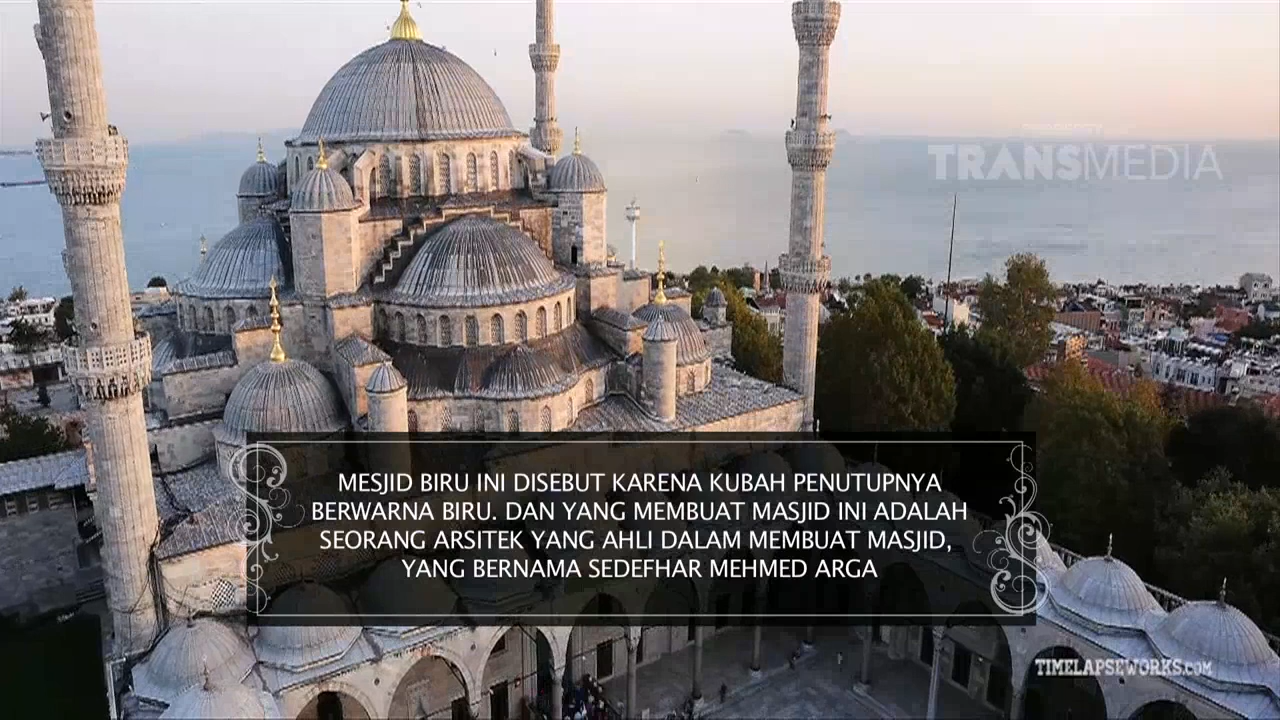 TRANSMEDIA
MESJID BIRU INI DISEBUT KARENA KUBAH PENUTUPNYA
BERWARNA BIRU. DAN YANG MEMBUAT MASJID INI ADALAH
SEORANG ARSITEK YANG AHLI DALAM MEMBUAT MASJID,
YANG BERNAMA SEDEFHAR MEHMED ARGA
TIMELAPSEWORKS.COM